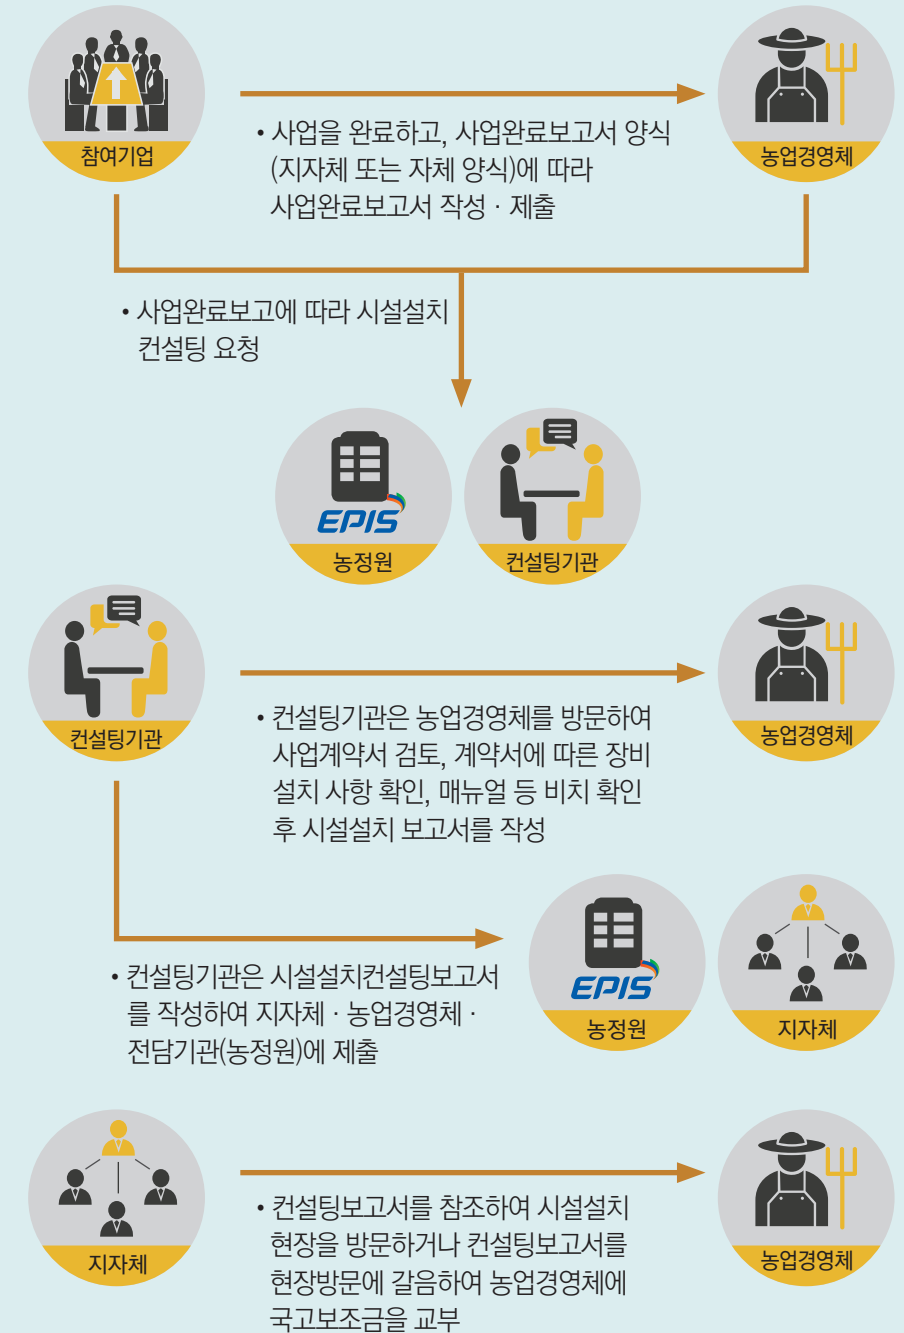 참여기업
농업경영체
• 사업을 완료하고, 사업완료보고서 양식
(지자체 또는 자체 양식)에 따라
사업완료보고서 작성 · 제출
• 사업완료보고에 따라 시설설치
컨설팅 요청
EPIS
농정원
컨설팅기관
컨설팅기관
농업경영체
• 컨설팅기관은 농업경영체를 방문하여
사업계약서 검토, 계약서에 따른 장비
설치 사항 확인, 매뉴얼 등 비치 확인
후 시설설치 보고서를 작성
EPIS
농정원
지자체
• 컨설팅기관은 시설설치컨설팅보고서
를 작성하여 지자체 · 농업경영체 ·
전담기관(농정원)에 제출
지자체
농업경영체
• 컨설팅보고서를 참조하여 시설설치
현장을 방문하거나 컨설팅보고서를
현장방문에 갈음하여 농업경영체에
국고보조금을 교부